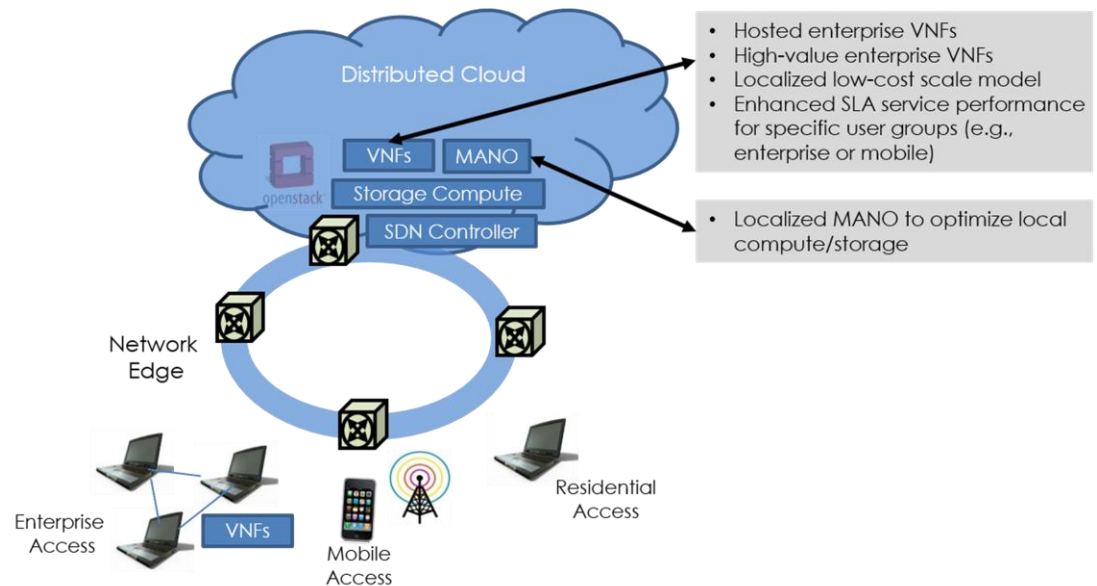 Distributed Cloud
openstack
VNFs
MANO
Storage Compute
SDN Controller
• Hosted enterprise VNFs
• High-value enterprise VNFs
• Localized low-cost scale model
• Enhanced SLA service performance
for specific user groups (e.g.,
enterprise or mobile)
• Localized MANO to optimize local
compute/storage
Network
Edge
Enterprise
Access
VNFs
Mobile
Access
Residential
Access